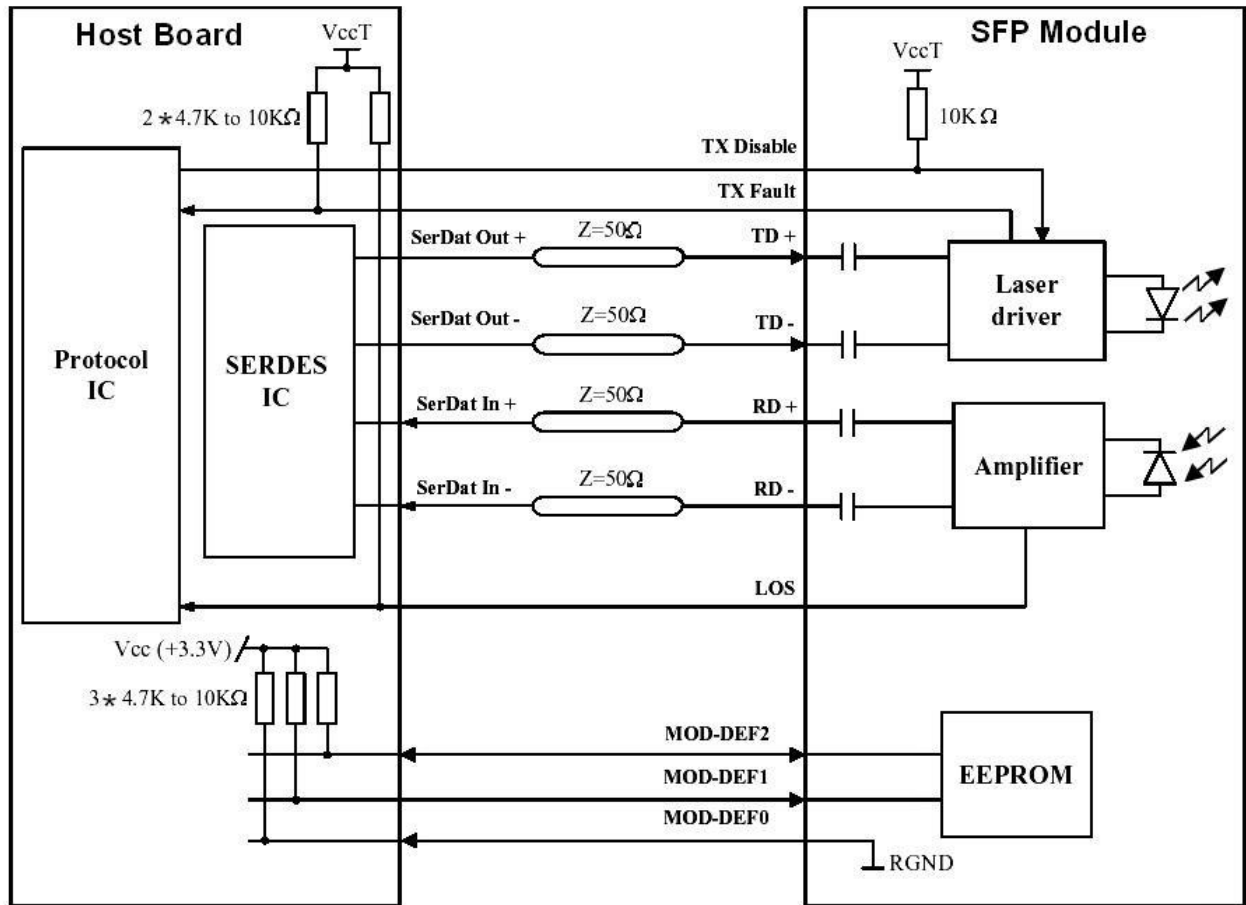 Host Board
SFP Module
VccT
VccT
2 * 4.7K to 10KΩ
10K Ω
TX Disable
TX Fault
SerDat Out +
Z=50Ω
TD +
SerDat Out -
Z=50Ω
TD -
Laser
driver
Protocol
IC
SERDES
IC
SerDat In +
Z=50Ω
RD +
SerDat In -
Z=50Ω
RD -
Amplifier
LOS
Vcc (+3.3V)
3 * 4.7K to 10KΩ
MOD-DEF2
MOD-DEF1
MOD-DEF0
EEPROM
RGND